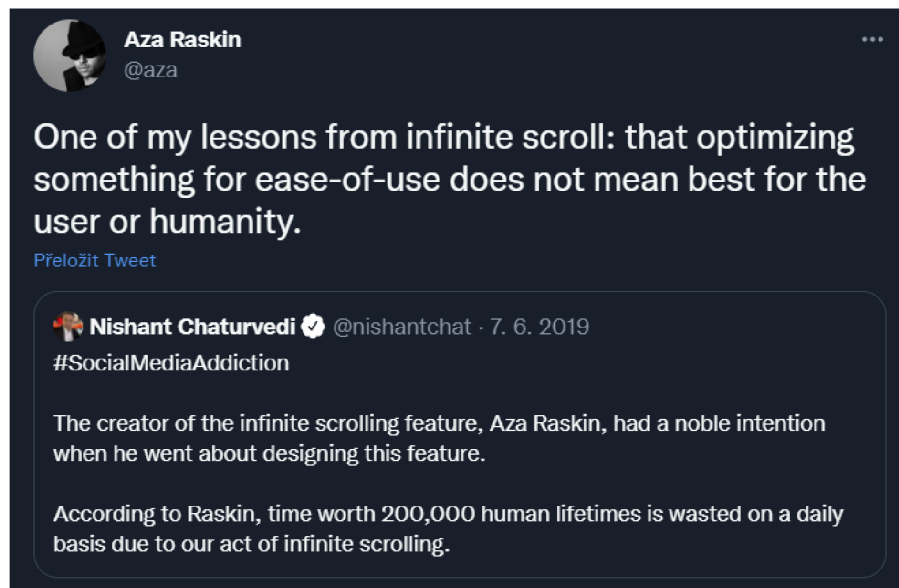 Aza Raskin
@aza
One of my lessons from infinite scroll: that optimizing
something for ease-of-use does not mean best for the
user or humanity.
Přeložit Tweet
Nishant Chaturvedi @nishantchat · 7. 6. 2019
#SocialMediaAddiction
The creator of the infinite scrolling feature, Aza Raskin, had a noble intention
when he went about designing this feature.
According to Raskin, time worth 200,000 human lifetimes is wasted on a daily
basis due to our act of infinite scrolling.